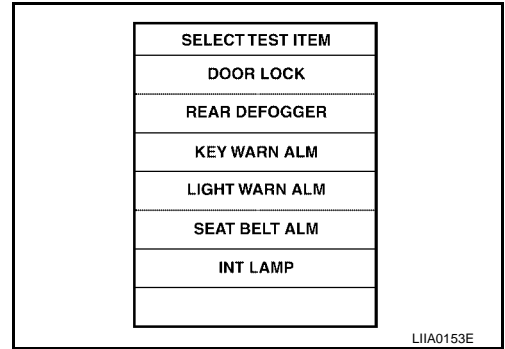 SELECT TEST ITEM
DOOR LOCK
REAR DEFOGGER
KEY WARN ALM
LIGHT WARN ALM
SEAT BELT ALM
INT LAMP
LIIA0153E